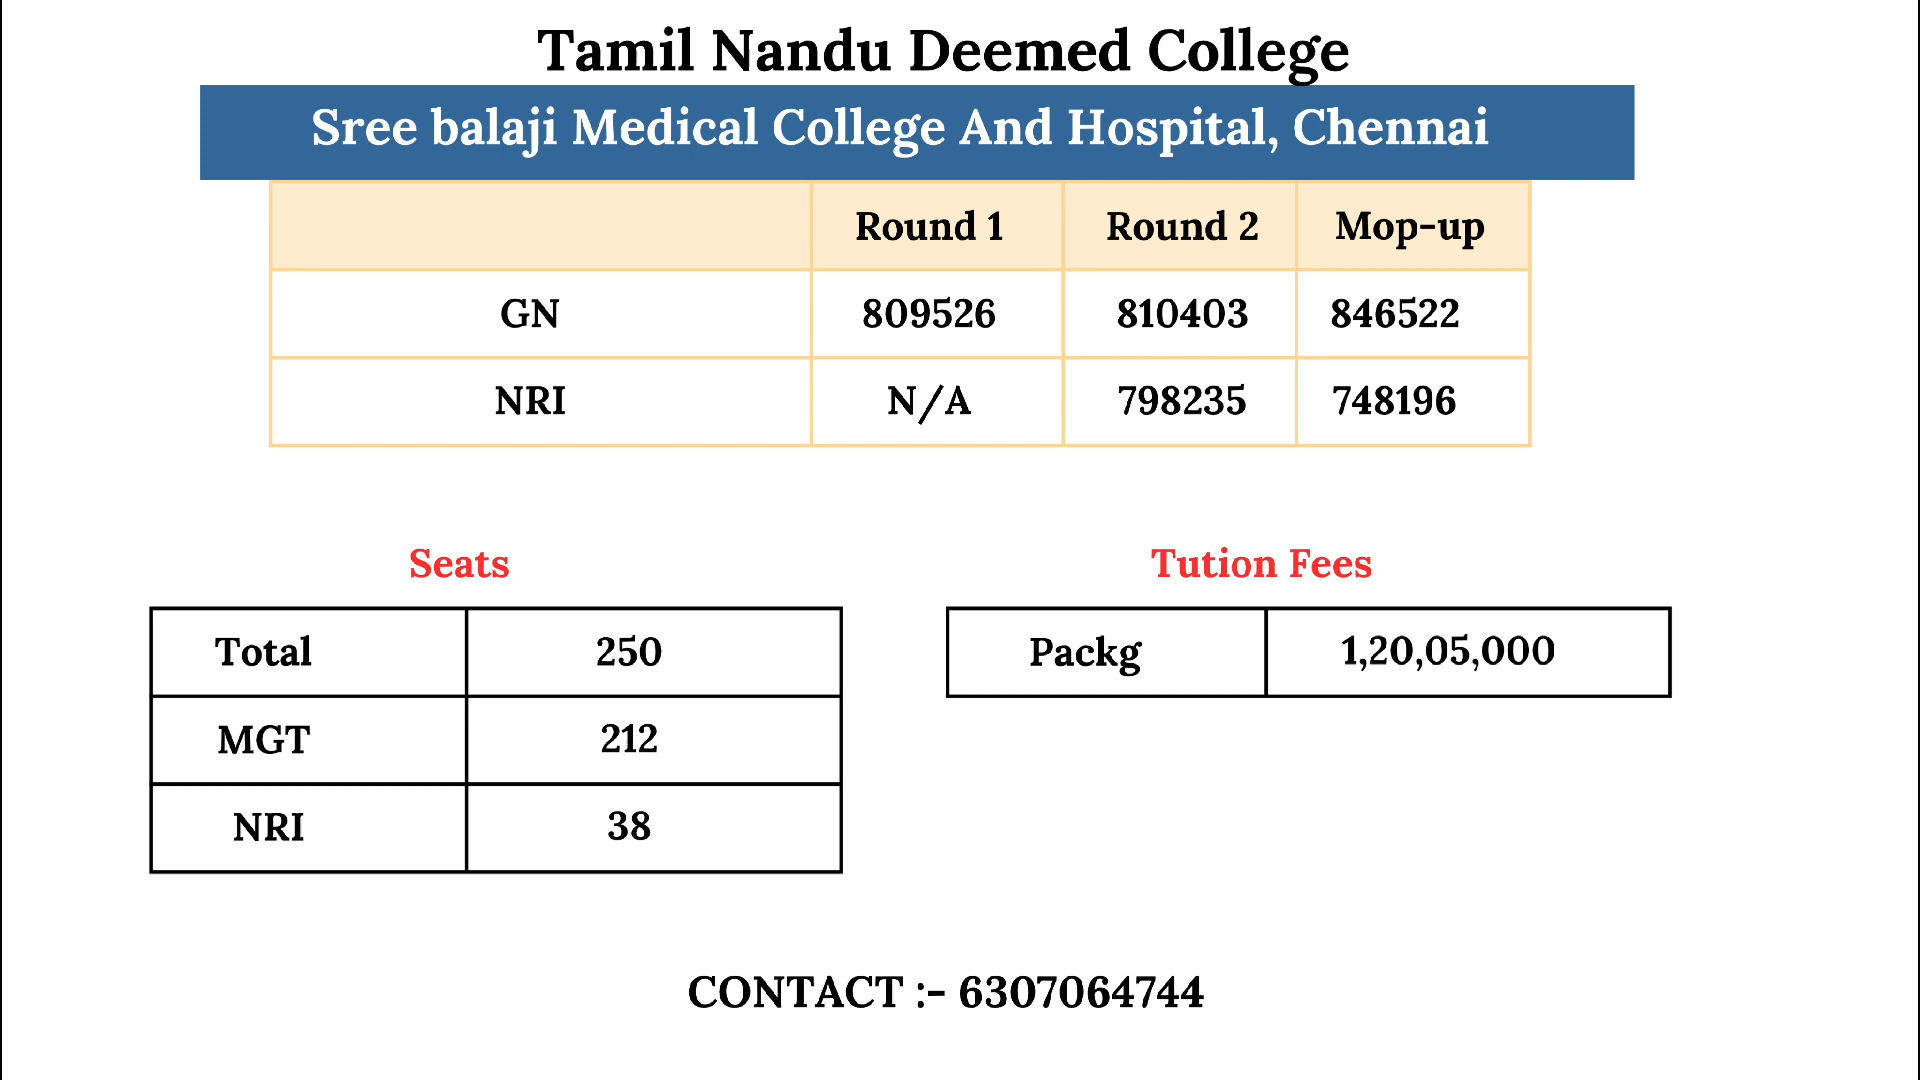 Tamil Nandu Deemed College
Sree balaji Medical College And Hospital, Chennai
Round 1 Round 2 Mop-up
GN 809526 810403 846522
NRI N/A 798235 748196
Seats
Total 250
MGT 212
NRI 38
Tution Fees
Packg 1,20,05,000
CONTACT :- 6307064744